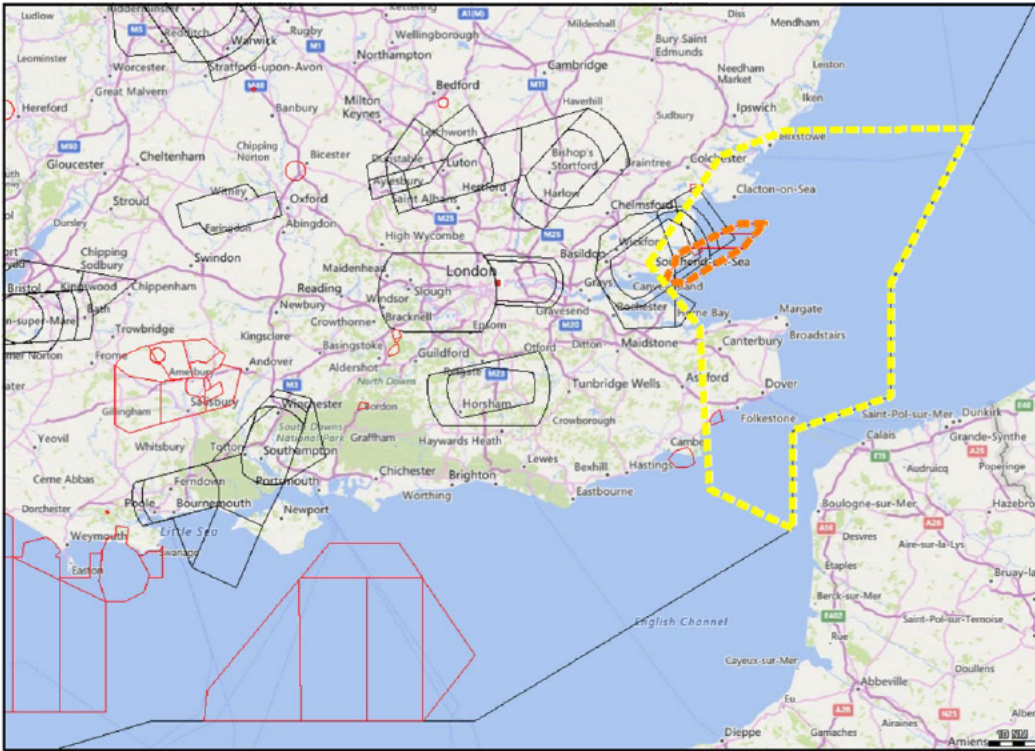 Ludlow
Redditch
Warwick
Rugby
Kettering
A1(M)
Mildenhall
Diss
Mendham
M5
M1
Wellingborough
Bury Saint
Edmunds
Leominster
Worcester
Stratford-upon-Avon
Northampton
Cambridge
Needham
Market
Leiston
Great Malvern
M40
Bedford
M11
Iken
Hereford
Banbury
Milton
Keynes
Haverhill
Sudbury
Ipswich
M50
Chipping
Norton
Letchworth
Felixstowe
Gloucester
Cheltenham
Bicester
Dunstable
Luton
Bishop's
Stortford
Braintree
Colchester
Stroud
Witney
Oxford
Aylesbury
Saint Albans
Hertford
Harlow
Clacton-on-Sea
Dursley
Faringdon
Abingdon
M25
Chelmsford
Chipping
Sodbury
Swindon
High Wycombe
M25
Wickford
Basildon
Southend-on-Sea
Bristol
Kingswood
Chippenham
Reading
Maidenhead
London
Canvey Island
Windsor
Slough
Grays
Bath
Newbury
Bracknell
Gravesend
Rochester
Herne Bay
Margate
Trowbridge
Crowthorne
Epsom
M20
Broadstairs
Frome
Kingsclere
Basingstoke
Otford
Ditton
Maidstone
Canterbury
Andover
Aldershot
Guildford
Reigate
Amesbury
North Downs
M23
Tunbridge Wells
Ashford
Dover
Gillingham
Salisbury
M3
Winchester
Bordon
Horsham
Crowborough
Folkestone
Saint-Pol-sur-Mer
Dunkirk
E40
Yeovil
Whitsbury
Totton
South Downs
National Park
Graffham
Haywards Heath
Calais
Grande-Synthe
Southampton
Lewes
Hastings
E15
A25
Cerne Abbas
Ferndown
Chichester
Brighton
Bexhill
Audruicq
Poperinge
Dorchester
Poole
Bournemouth
Portsmouth
Worthing
Eastbourne
Boulogne-sur-Mer
Weymouth
Little Sea
Newport
A16
A26
Swanage
Desvres
Aire-sur-la-Lys
Easton
Étaples
Berck-sur-Mer
E402
Saint-Pol-sur-Ternoise
English Channel
Rue
Cayeux-sur-Mer
Doullens
Eu
Abbeville
A28
N25
Airaines
Dieppe
Gamaches
Amiens
10 NM